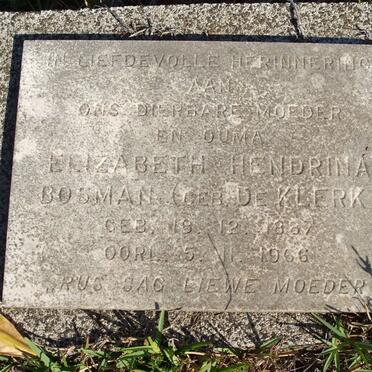 IN LIEFDEVOLLE HERINNERING
AAN
ONS DIERBARE MOEDER
EN OUMA
ELIZABETH HENDRINA
BOSMAN (GEB. DE KLERK
GEB. 19. 12. 1887
OORL. 5. 11. 1966
RUS SAG LIEWE MOEDER